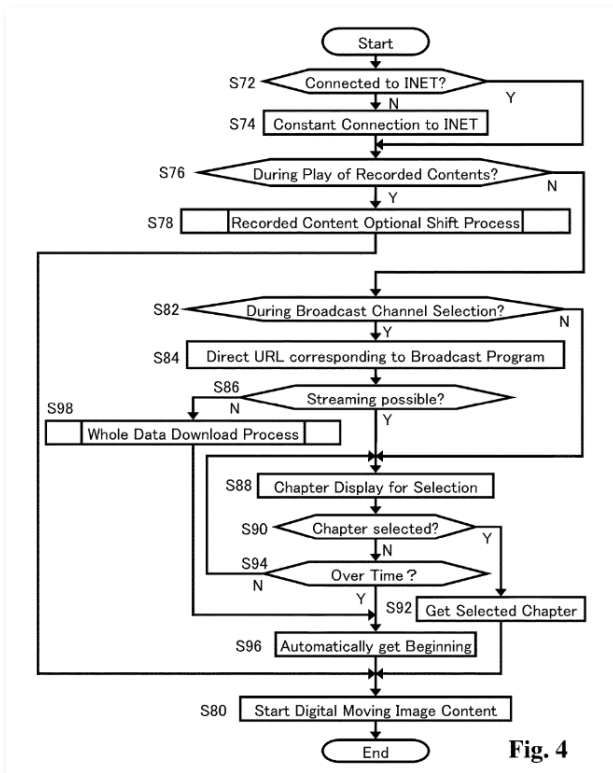 Start
S72
Connected to INET?
Y
N
S74
Constant Connection to INET
S76
During Play of Recorded Contents?
N
Y
S78
Recorded Content Optional Shift Process
S82
During Broadcast Channel Selection?
N
Y
S84
Direct URL corresponding to Broadcast Program
S86
Streaming possible?
N
Y
S98
Whole Data Download Process
S88
Chapter Display for Selection
S90
Chapter selected?
Y
N
S94
Over Time?
N
Y
S92
Get Selected Chapter
S96
Automatically get Beginning
S80
Start Digital Moving Image Content
End
Fig. 4